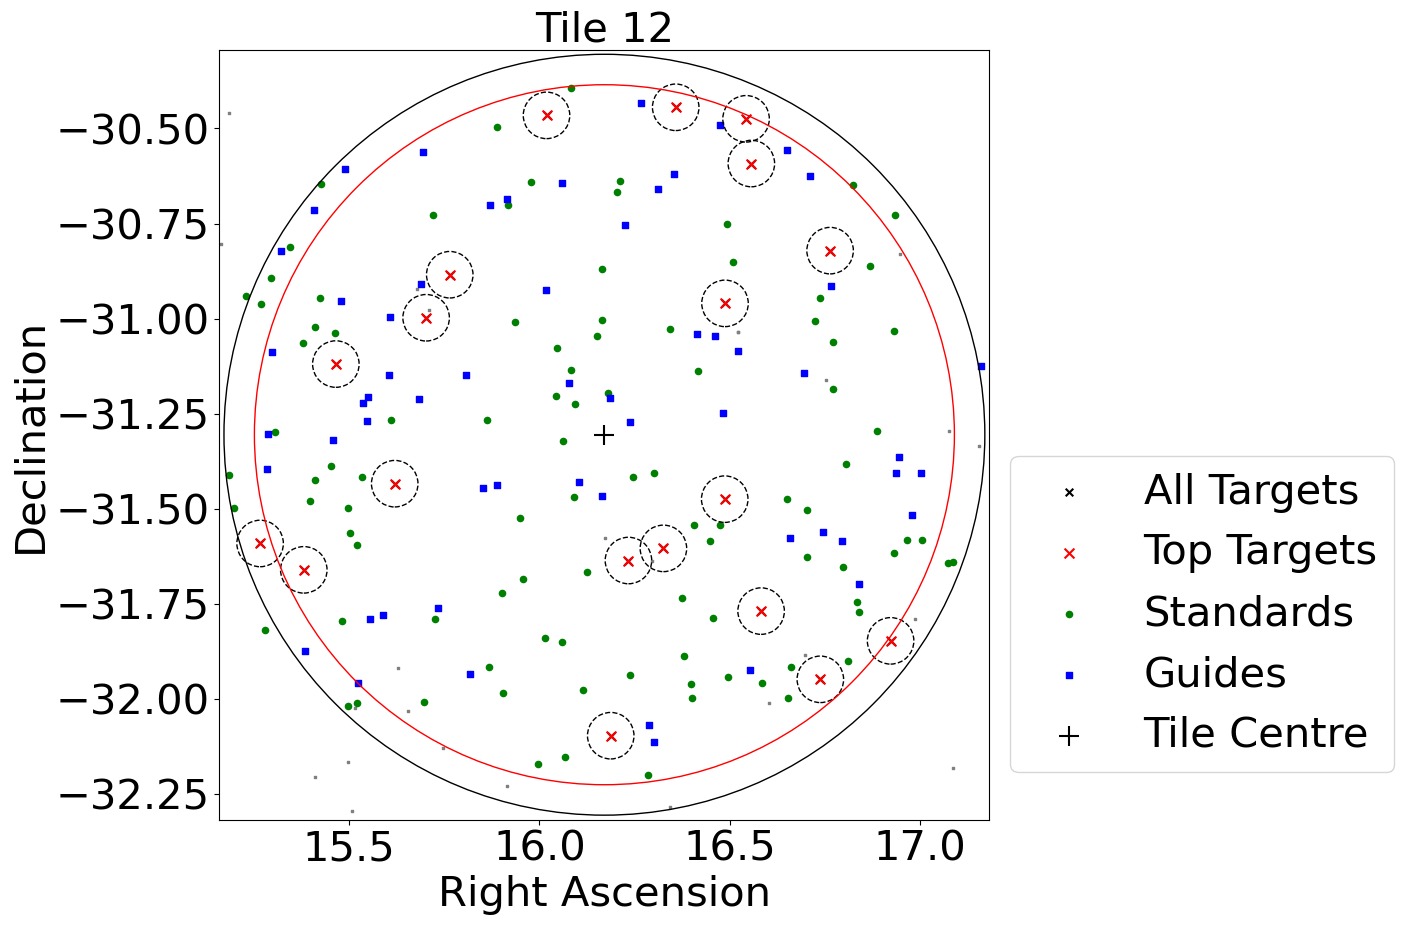 Tile 12
−30.50
−30.75
−31.00
−31.25
−31.50
−31.75
−32.00
−32.25
Declination
15.5 16.0 16.5 17.0
Right Ascension
All Targets
Top Targets
Standards
Guides
Tile Centre